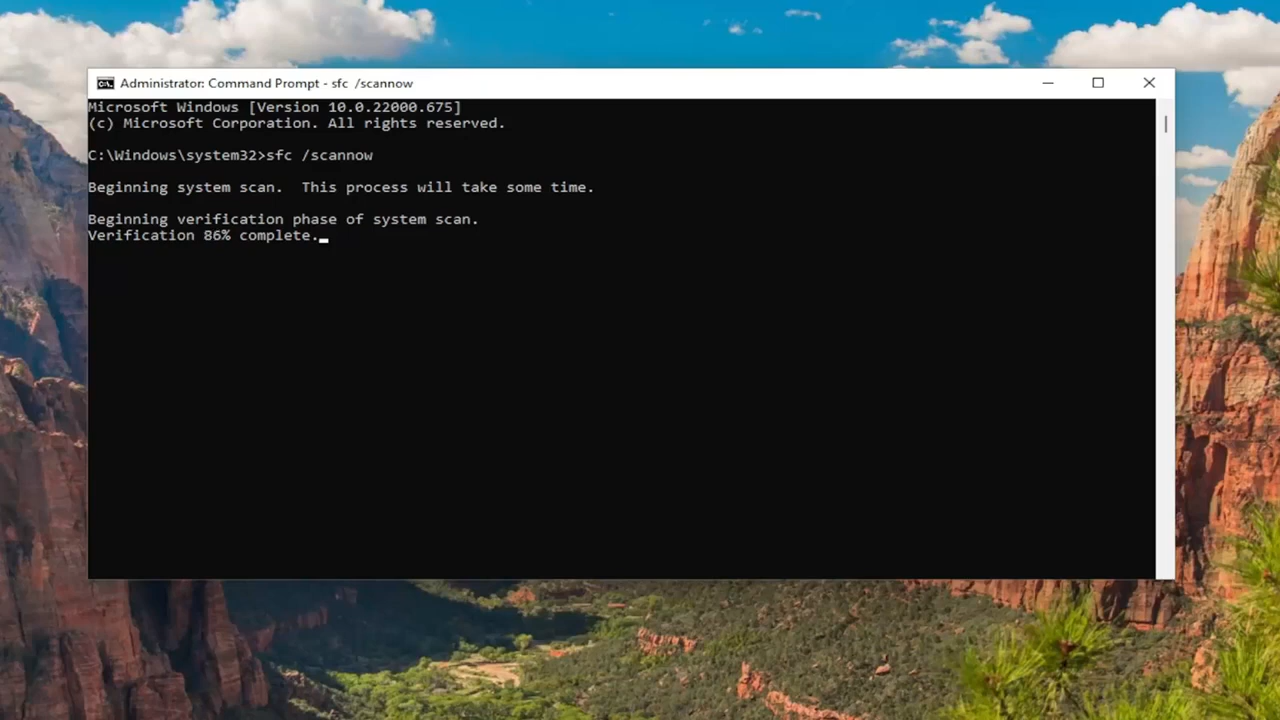 Administrator: Command Prompt - sfc  /scannow
Microsoft Windows [Version 10.0.22000.675]
(c) Microsoft Corporation. All rights reserved.
C:\Windows\system32>sfc /scannow
Beginning system scan.  This process will take some time.
Beginning verification phase of system scan.
Verification 86% complete.